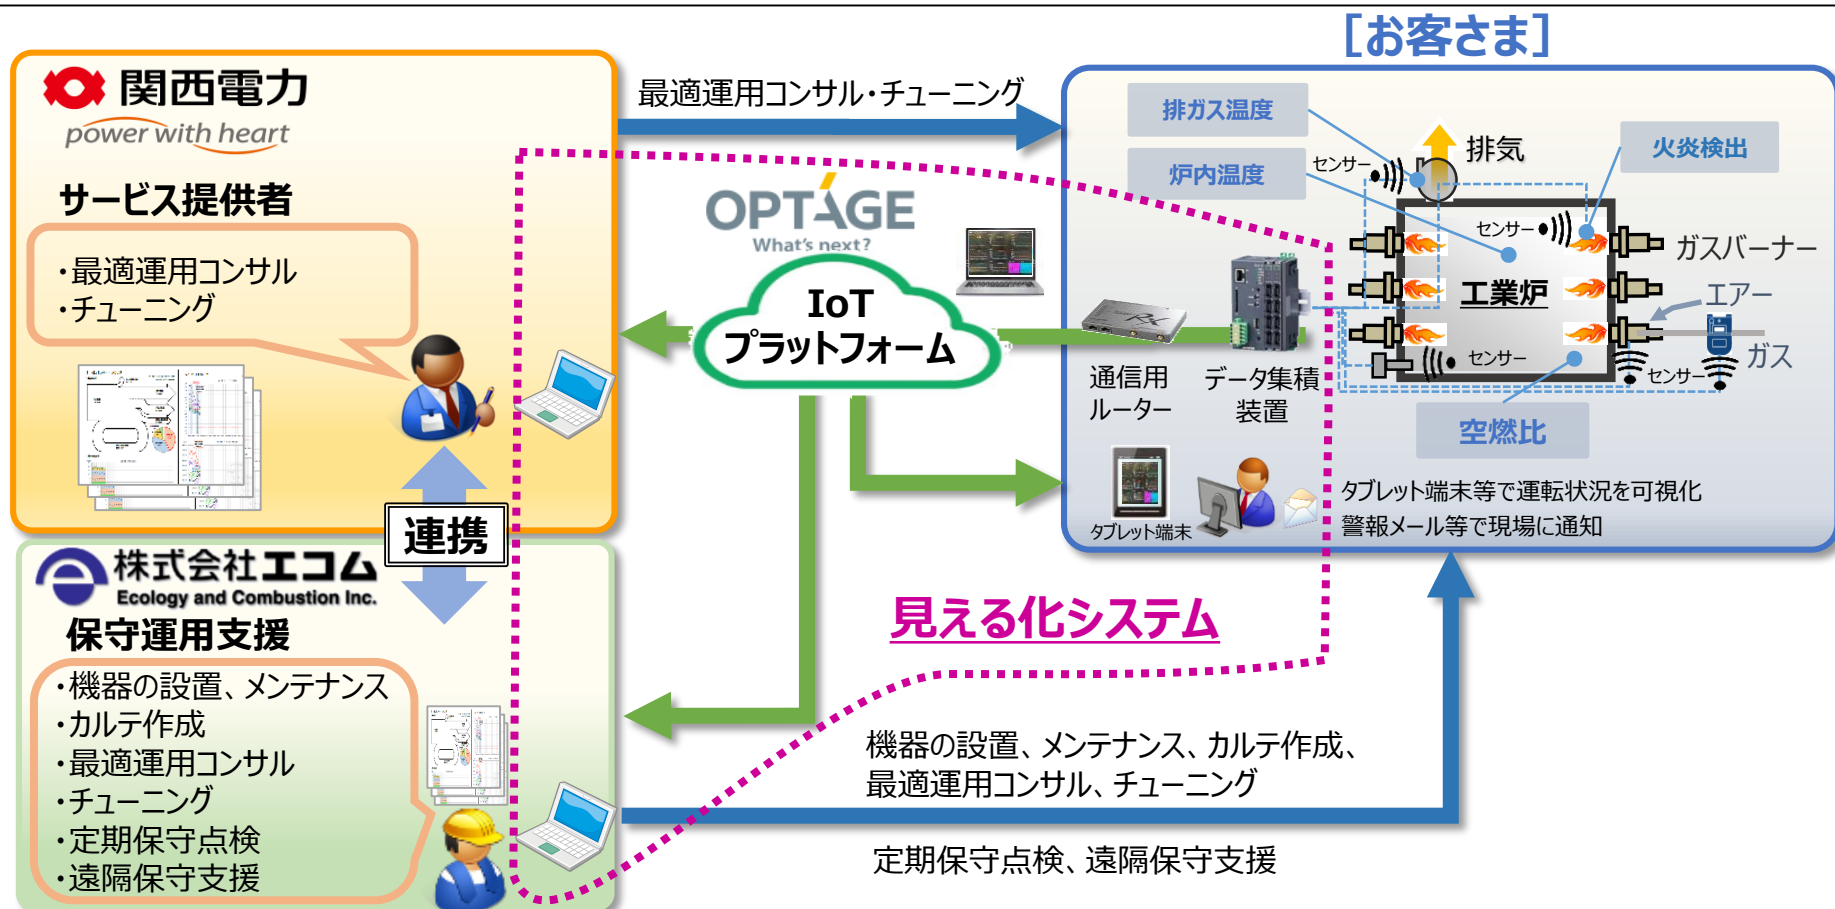 [お客さま]
関西電力
power with heart
サービス提供者
・最適運用コンサル
・チューニング
連携
株式会社エコム
Ecology and Combustion Inc.
保守運用支援
・機器の設置、メンテナンス
・カルテ作成
・最適運用コンサル
・チューニング
・定期保守点検
・遠隔保守支援
最適運用コンサル・チューニング
OPTAGE
What's next?
IoT
プラットフォーム
見える化システム
機器の設置、メンテナンス、カルテ作成、
最適運用コンサル、チューニング
定期保守点検、遠隔保守支援
排ガス温度
炉内温度
センサー
排気
火炎検出
センサー
ガスバーナー
工業炉
エアー
センサー
ガス
センサー
空燃比
通信用
ルーター
データ集積
装置
タブレット端末
タブレット端末等で運転状況を可視化
警報メール等で現場に通知